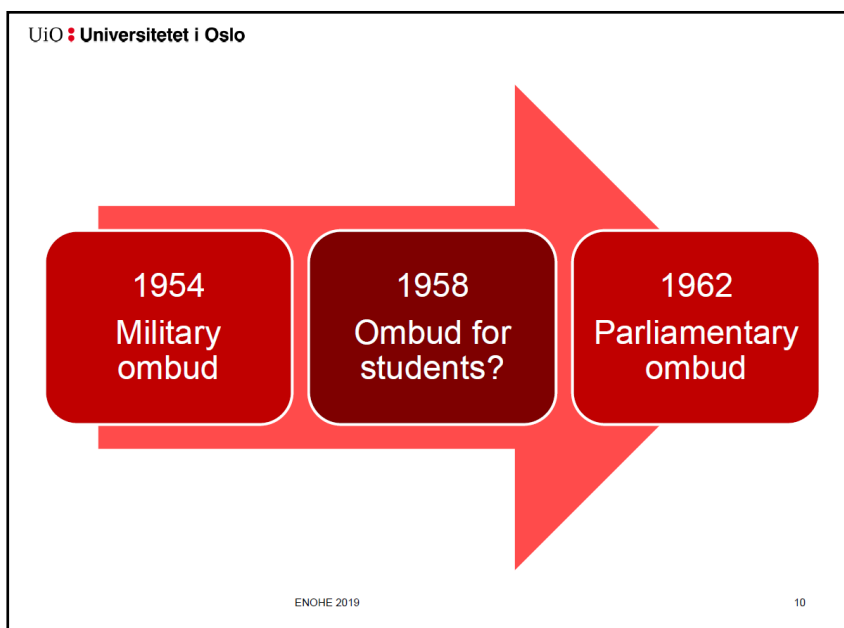 UiO : Universitetet i Oslo
1954
Military
ombud
1958
Ombud for
students?
1962
Parliamentary
ombud
ENOHE 2019
10